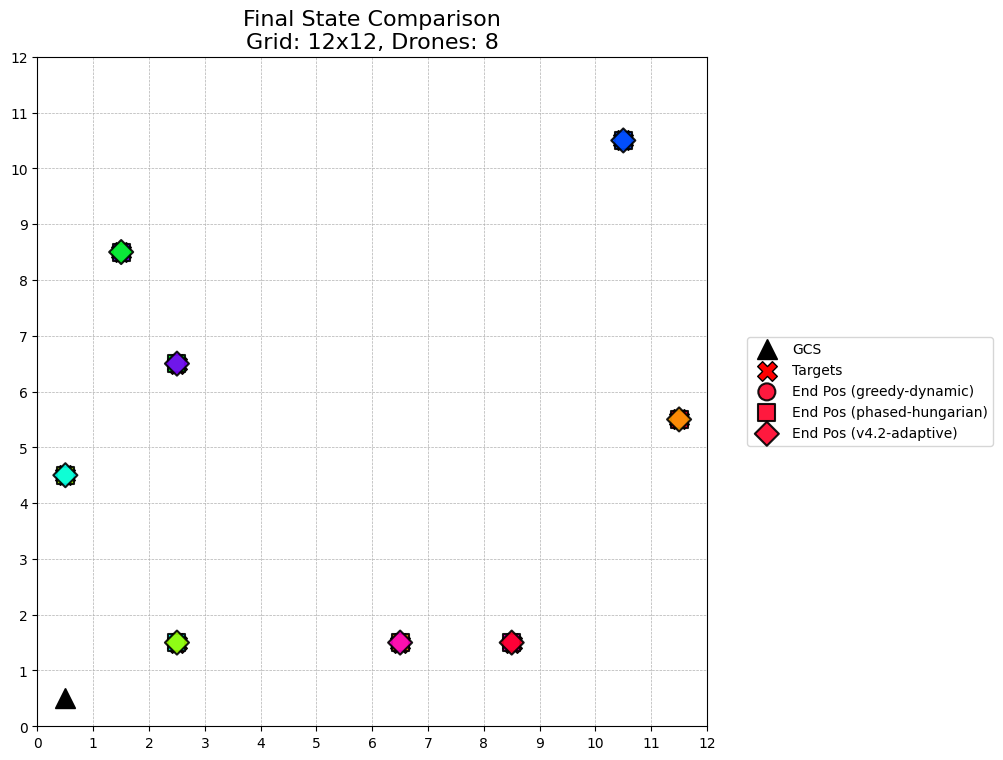 Final State Comparison
Grid: 12x12, Drones: 8
12
11
10
9
8
7
6
5
4
3
2
1
0
0 1 2 3 4 5 6 7 8 9 10 11 12
GCS
Targets
End Pos (greedy-dynamic)
End Pos (phased-hungarian)
End Pos (v4.2-adaptive)